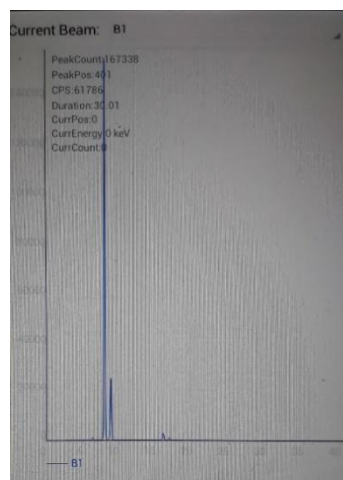 Current Beam: B1
PeakCount:167338
PeakPos:401
CPS:61786
Duration:30.01
CurrPos:0
CurrEnergy:0 keV
CurrCount:0
40000
B1